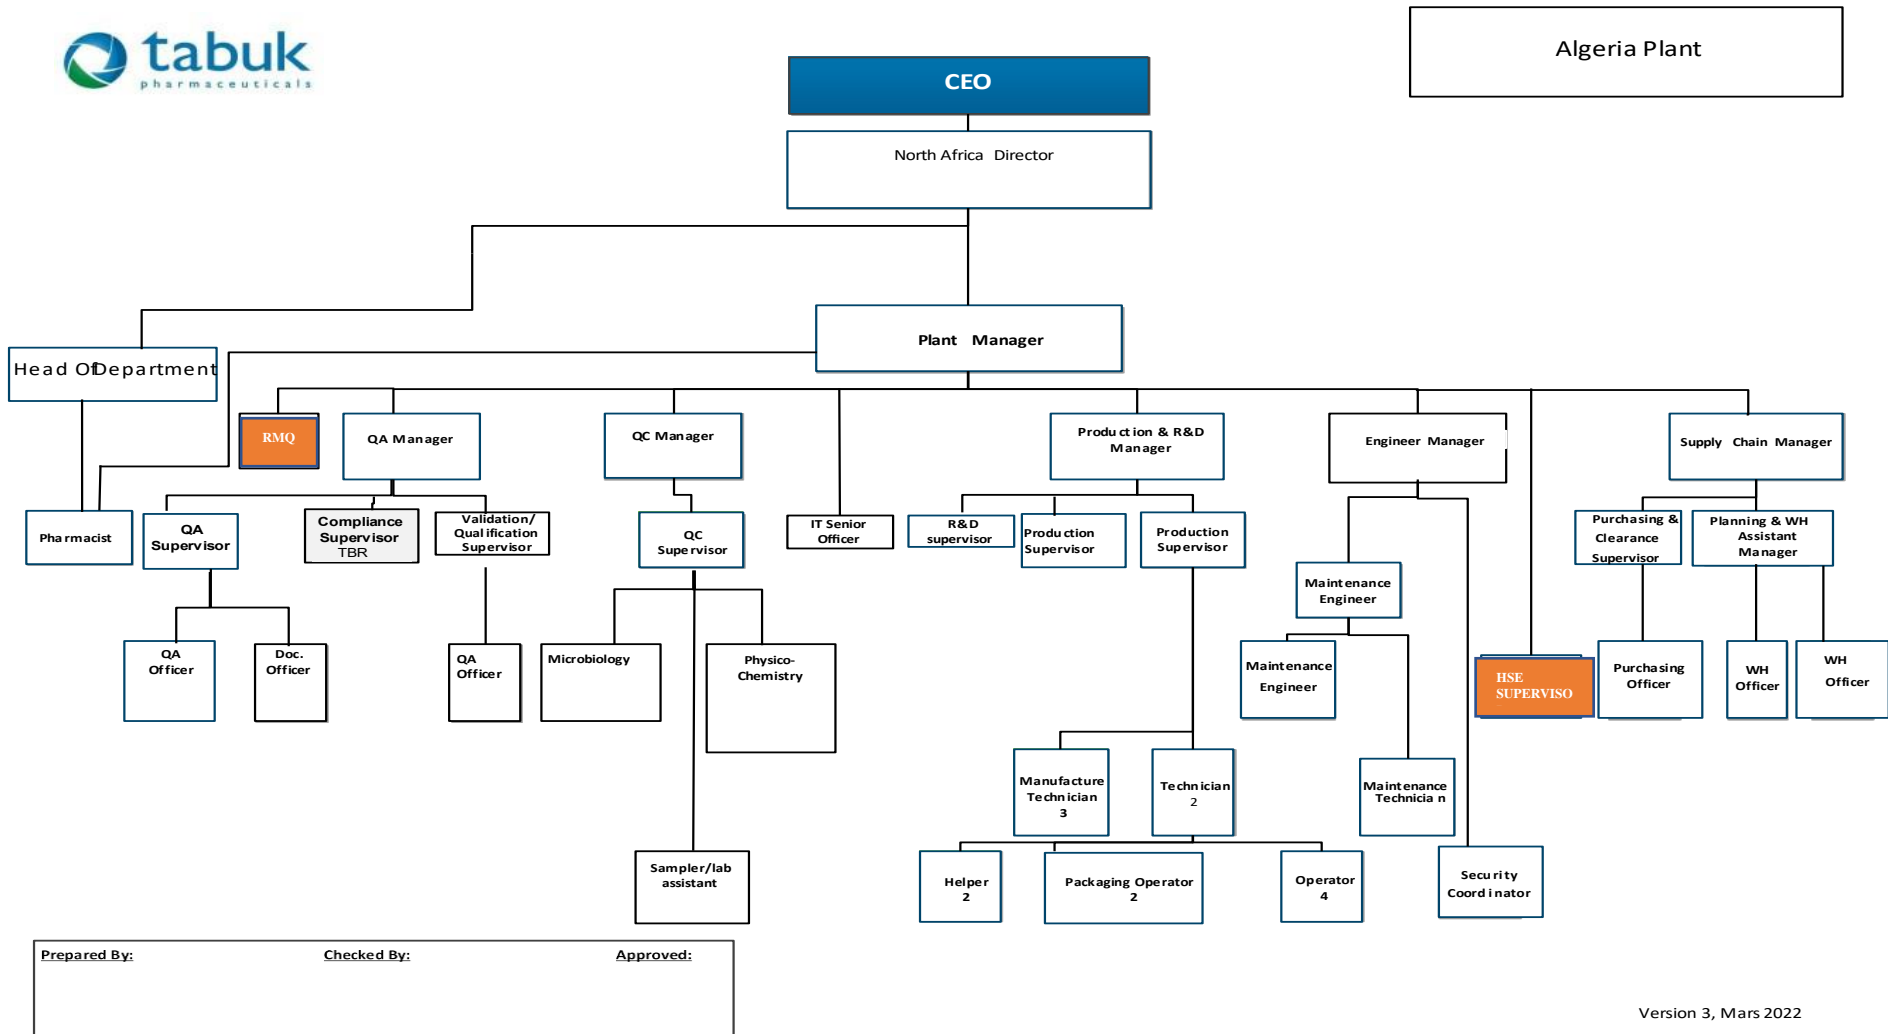 tabuk
pharmaceuticals
Algeria Plant
CEO
North Africa Director
Plant Manager
Head Of Department
RMQ
QA Manager
QC Manager
Production & R&D
Manager
Engineer Manager
Supply Chain Manager
Pharmacist
QA
Supervisor
Compliance
Supervisor
TBR
Validation/
Qualification
Supervisor
QC
Supervisor
IT Senior
Officer
R&D
supervisor
Production
Supervisor
Production
Supervisor
Purchasing &
Clearance
Supervisor
Planning & WH
Assistant
Manager
Maintenance
Engineer
QA
Officer
Doc.
Officer
QA
Officer
Microbiology
Physico-
Chemistry
Maintenance
Engineer
HSE
SUPERVISO
Purchasing
Officer
WH
Officer
WH
Officer
Manufacture
Technician
3
Technician
2
Maintenance
Technician
Sampler/lab
assistant
Helper
2
Packaging Operator
2
Operator
4
Security
Coordinator
Prepared By: Checked By: Approved:
Version 3, Mars 2022